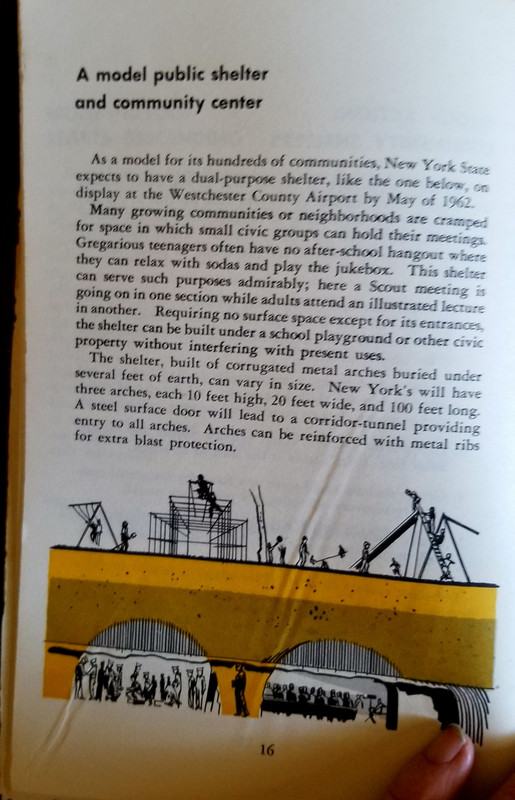 A model public shelter
and community center
As a model for its hundreds of communities, New York State
expects to have a dual-purpose shelter, like the one below, on
display at the Westchester County Airport by May of 1962.
Many growing communities or neighborhoods are cramped
for space in which small civic groups can hold their meetings.
Gregarious teenagers often have no after-school hangout where
they can relax with sodas and play the jukebox. This shelter
can serve such purposes admirably; here a Scout meeting is
going on in one section while adults attend an illustrated lecture
in another. Requiring no surface space except for its entrances,
the shelter can be built under a school playground or other civic
property without interfering with present uses.
The shelter, built of corrugated metal arches buried under
several feet of earth, can vary in size. New York's will have
three arches, each 10 feet high, 20 feet wide, and 100 feet long.
A steel surface door will lead to a corridor-tunnel providing
entry to all arches. Arches can be reinforced with metal ribs
for extra blast protection.
16